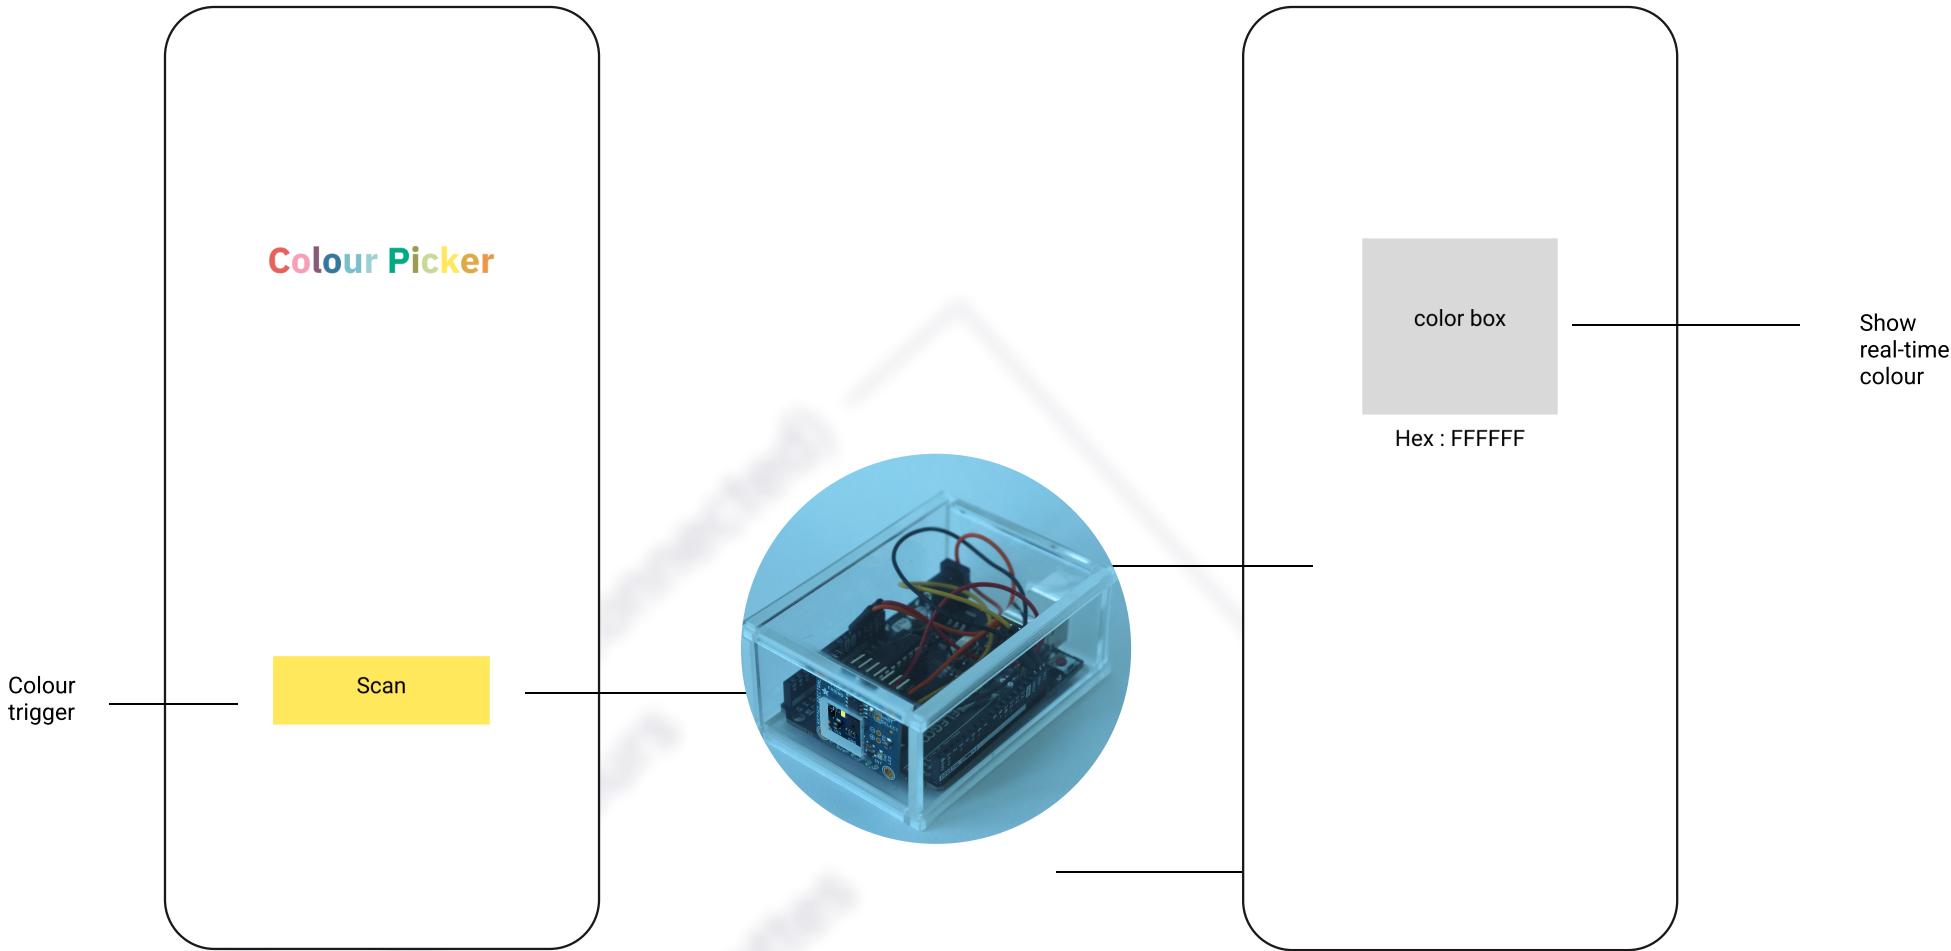 Colour Picker
Scan
Colour
trigger
color box
Hex : FFFFFF
Show
real-time
colour